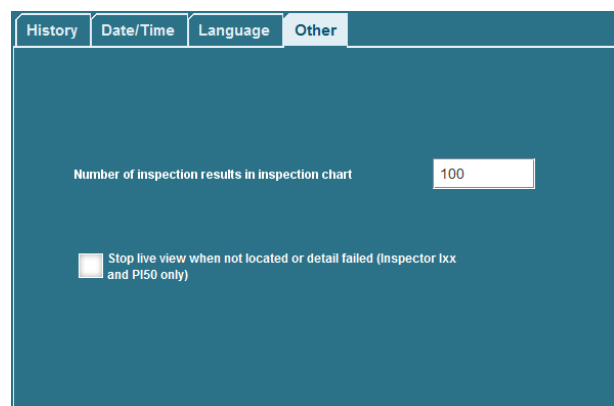 History Date/Time Language Other
Number of inspection results in inspection chart 100
Stop live view when not located or detail failed (Inspector Ixx
and PI50 only)